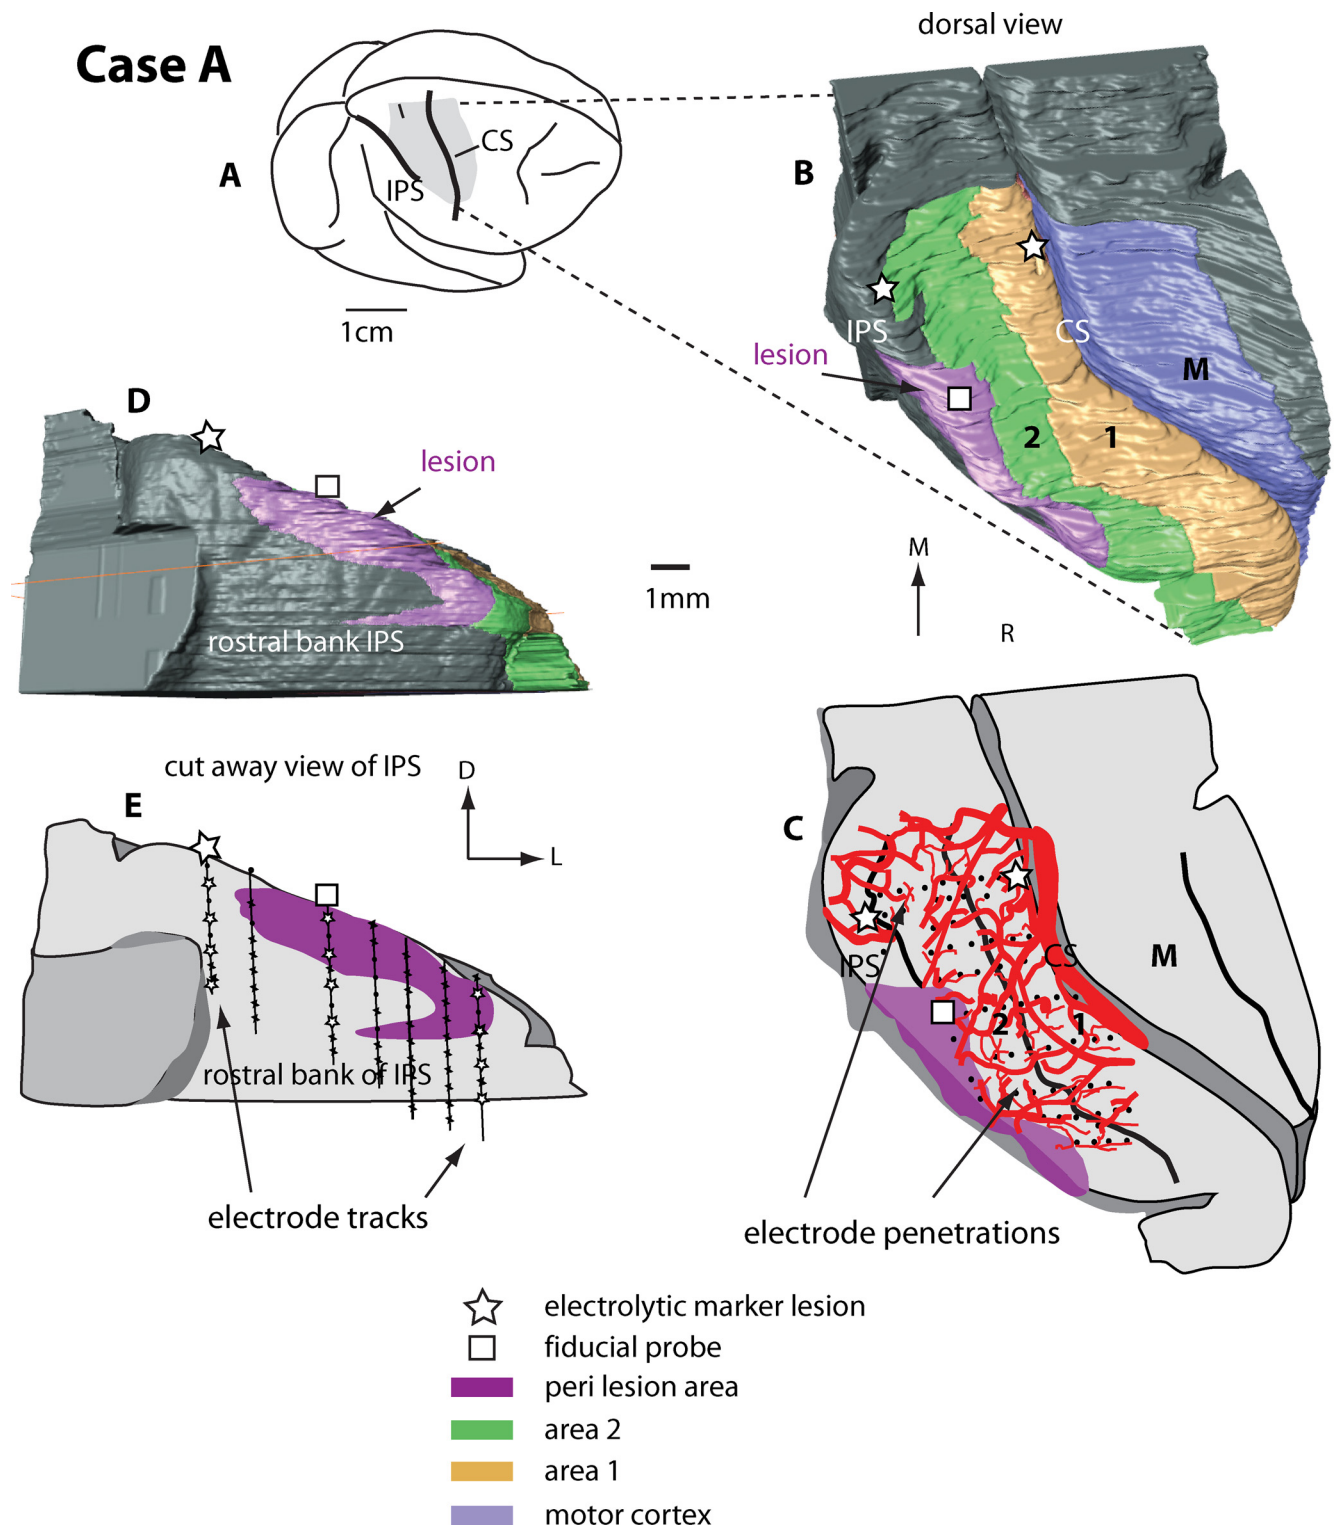 dorsal view
Case A
A
CS
IPS
1cm
B
IPS
CS
lesion
M
2
1
D
lesion
rostral bank IPS
1mm
M
R
cut away view of IPS
D
L
E
rostral bank of IPS
electrode tracks
C
IPS
CS
M
2
1
electrode penetrations
electrolytic marker lesion
fiducial probe
peri lesion area
area 2
area 1
motor cortex